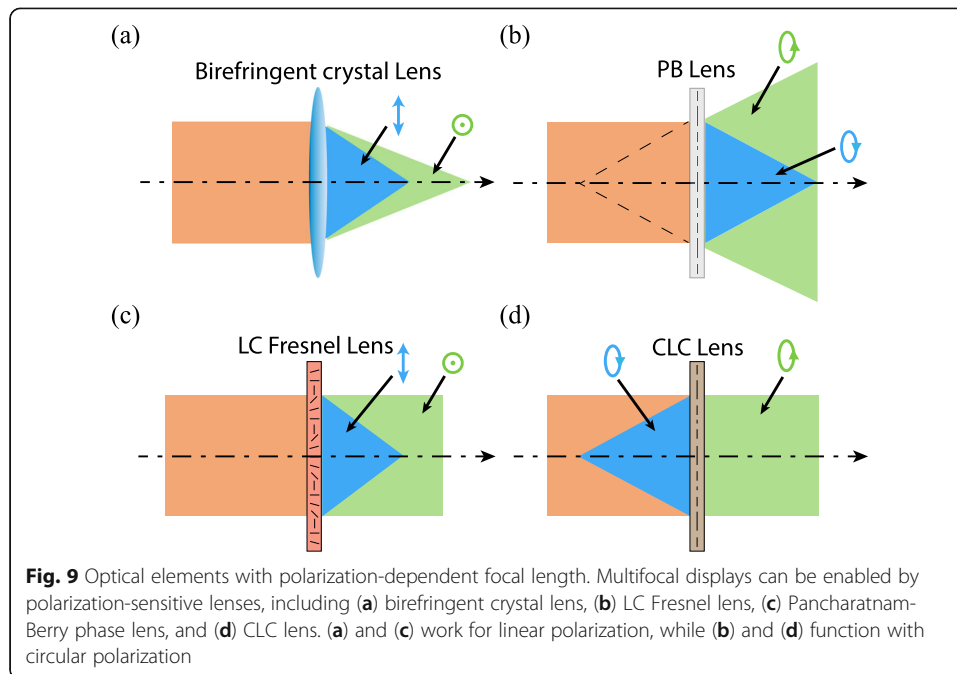 (a)
Birefringent crystal Lens
(b)
PB Lens
(c)
LC Fresnel Lens
(d)
CLC Lens
Fig. 9 Optical elements with polarization-dependent focal length. Multifocal displays can be enabled by
polarization-sensitive lenses, including (a) birefringent crystal lens, (b) LC Fresnel lens, (c) Pancharatnam-
Berry phase lens, and (d) CLC lens. (a) and (c) work for linear polarization, while (b) and (d) function with
circular polarization